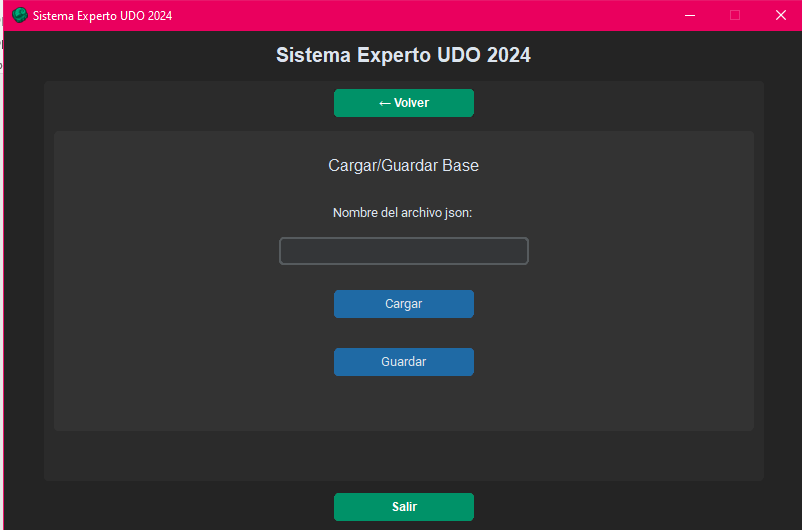 Sistema Experto UDO 2024
Sistema Experto UDO 2024
← Volver
Cargar/Guardar Base
Nombre del archivo json:
Cargar
Guardar
Salir